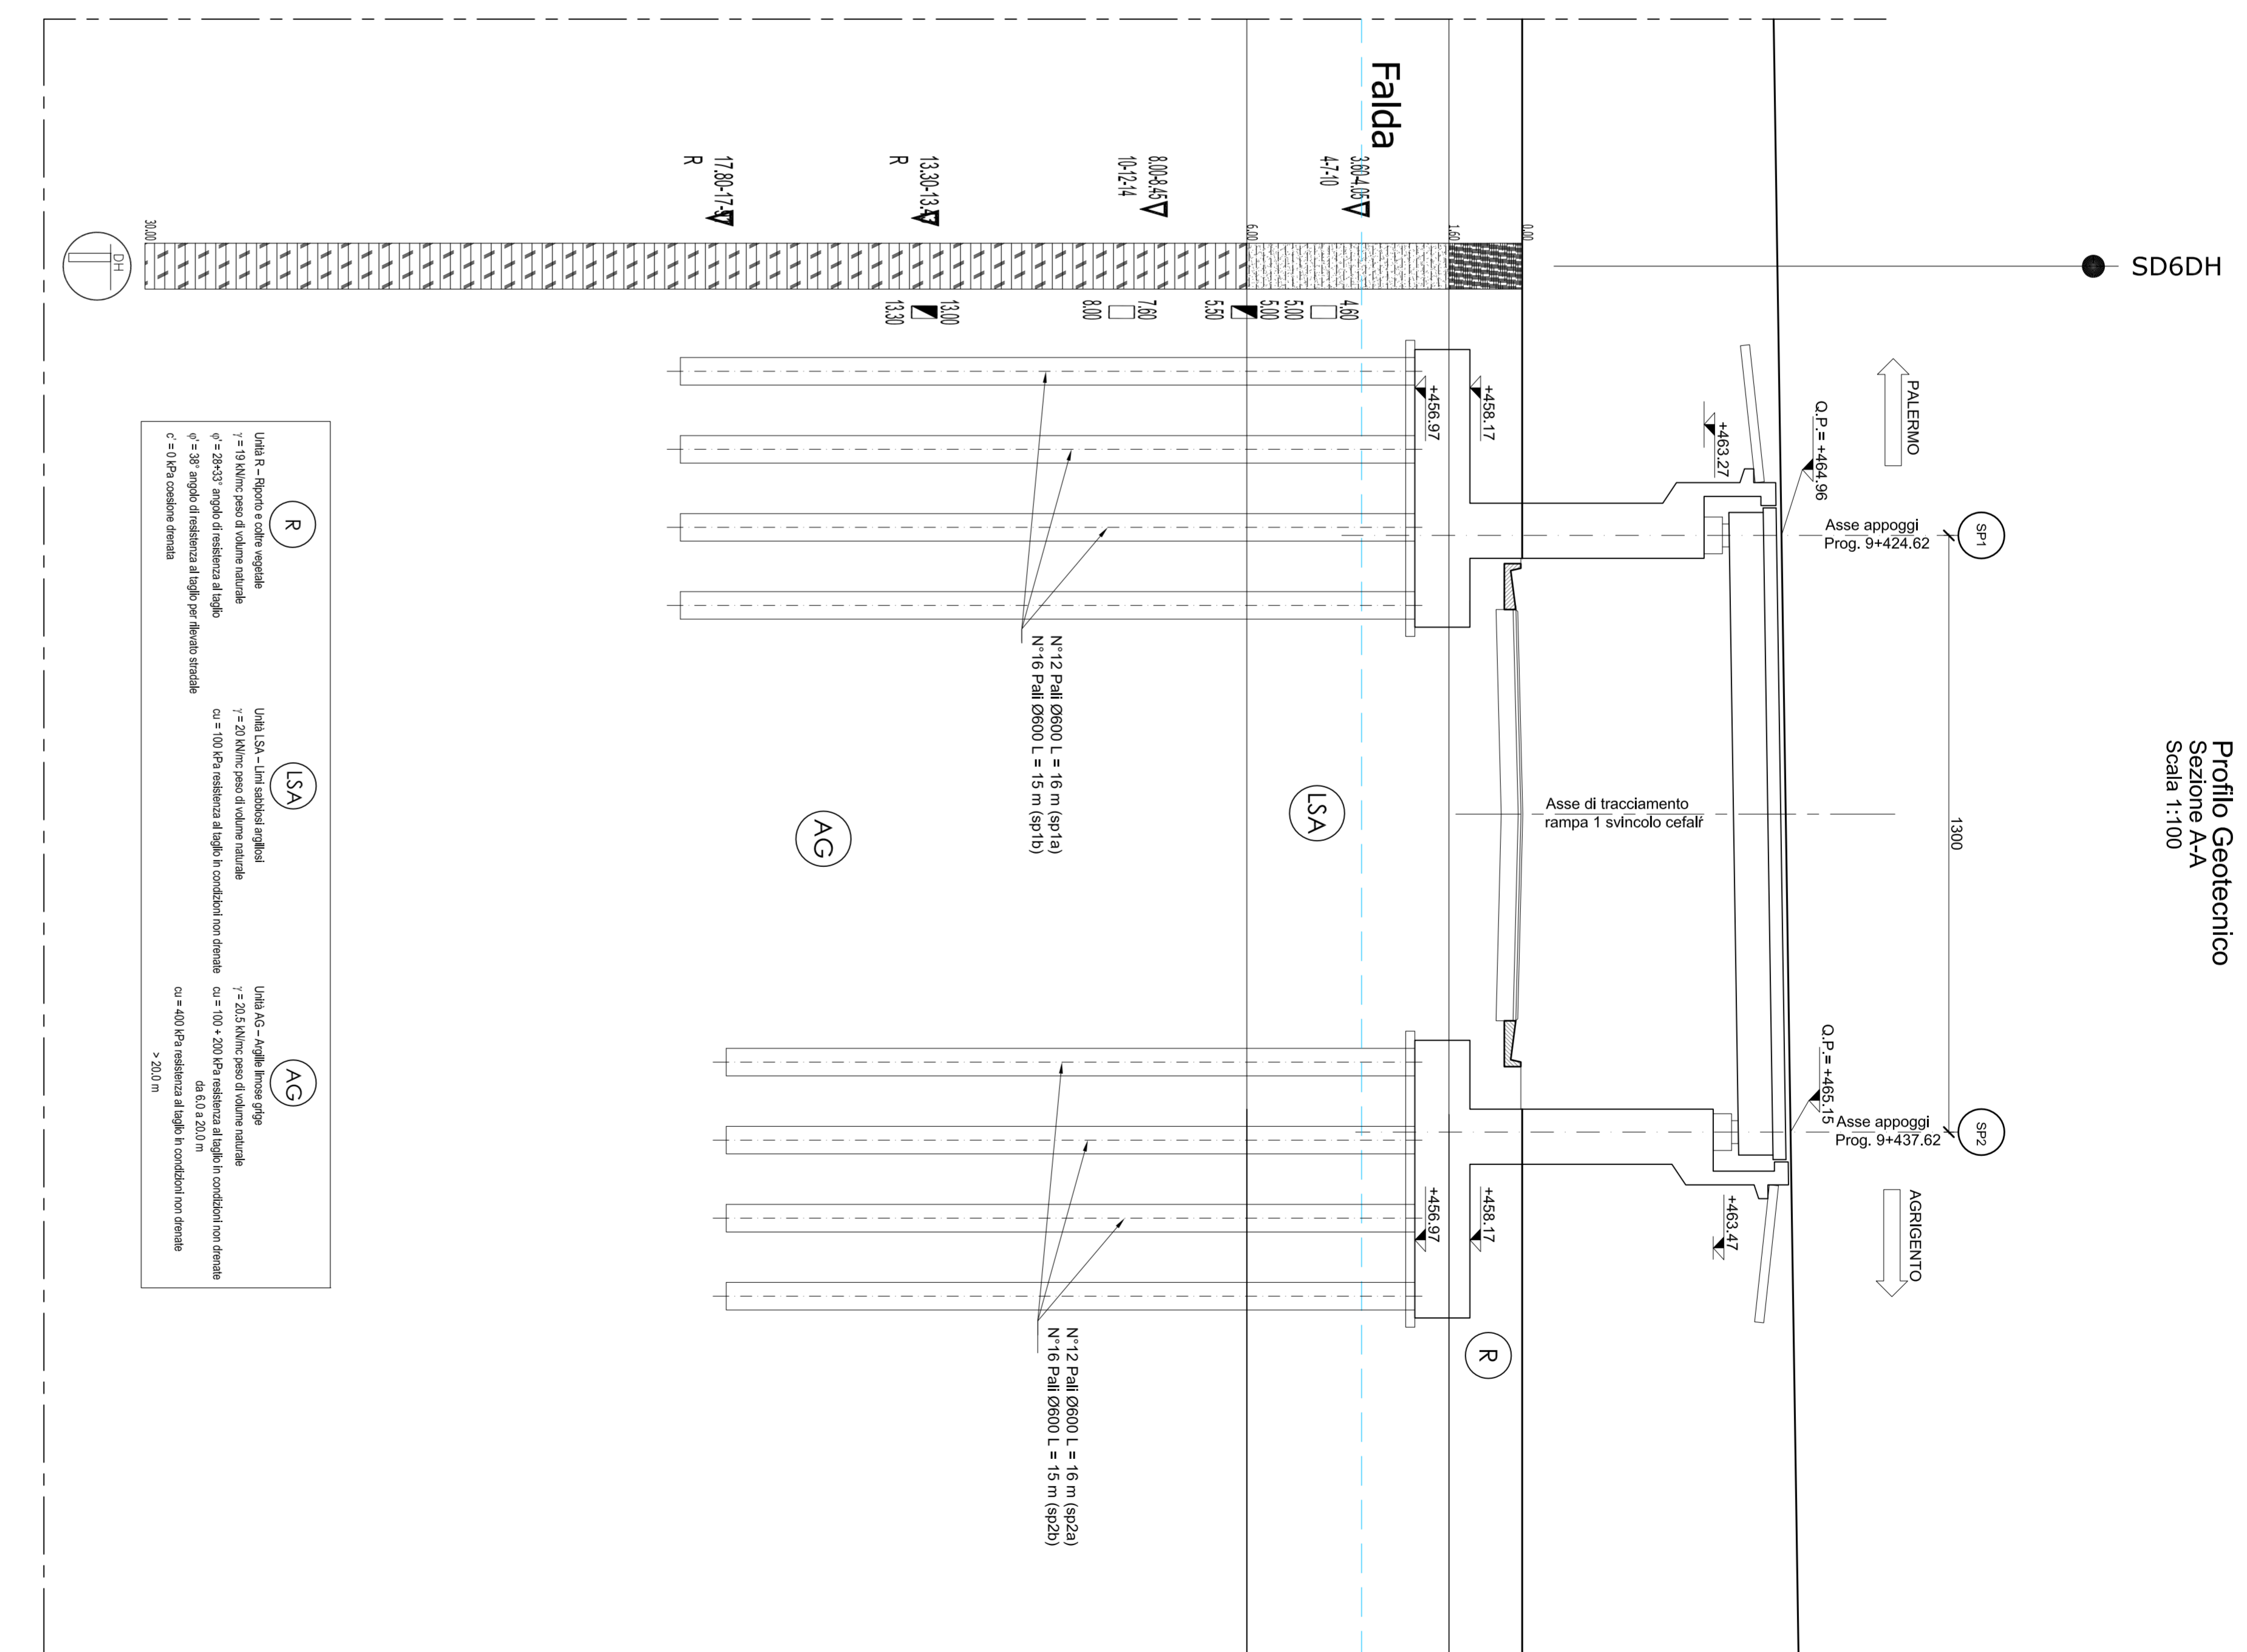 Profilo Geotecnico
Sezione A-A
Scala 1:100
SD6DH
PALERMO
AGRIGENTO
SP1
1300
SP2
Asse appoggi
Prog. 9+424.62
Asse appoggi
Prog. 9+437.62
Q.P.= +464.96
Q.P.= +465.15
+463.27
+463.47
Asse di tracciamento
rampa 1 svincolo cefalŕ
0.00
1.60
6.00
30.00
+458.17
+456.97
+458.17
+456.97
R
Falda
3.60-4.05
4-7-10
8.00-8.45
10-12-14
13.30-13.
R
17.80-17-
R
4.60
5.00
5.00
5.50
7.60
8.00
13.00
13.30
LSA
N°12 Pali Ø600 L = 16 m (sp1a)
N°16 Pali Ø600 L = 15 m (sp1b)
N°12 Pali Ø600 L = 16 m (sp2a)
N°16 Pali Ø600 L = 15 m (sp2b)
AG
DH
R
Unità R – Riporto e coltre vegetale
γ = 19 kN/mc peso di volume naturale
φ' = 28÷33° angolo di resistenza al taglio
φ' = 38° angolo di resistenza al taglio per rilevato stradale
c' = 0 kPa coesione drenata
LSA
Unità LSA – Limi sabbiosi argillosi
γ = 20 kN/mc peso di volume naturale
cu = 100 kPa resistenza al taglio in condizioni non drenate
AG
Unità AG – Argille limose grigie
γ = 20.5 kN/mc peso di volume naturale
cu = 100 ÷ 200 kPa resistenza al taglio in condizioni non drenate
da 6.0 a 20.0 m
cu = 400 kPa resistenza al taglio in condizioni non drenate
> 20.0 m